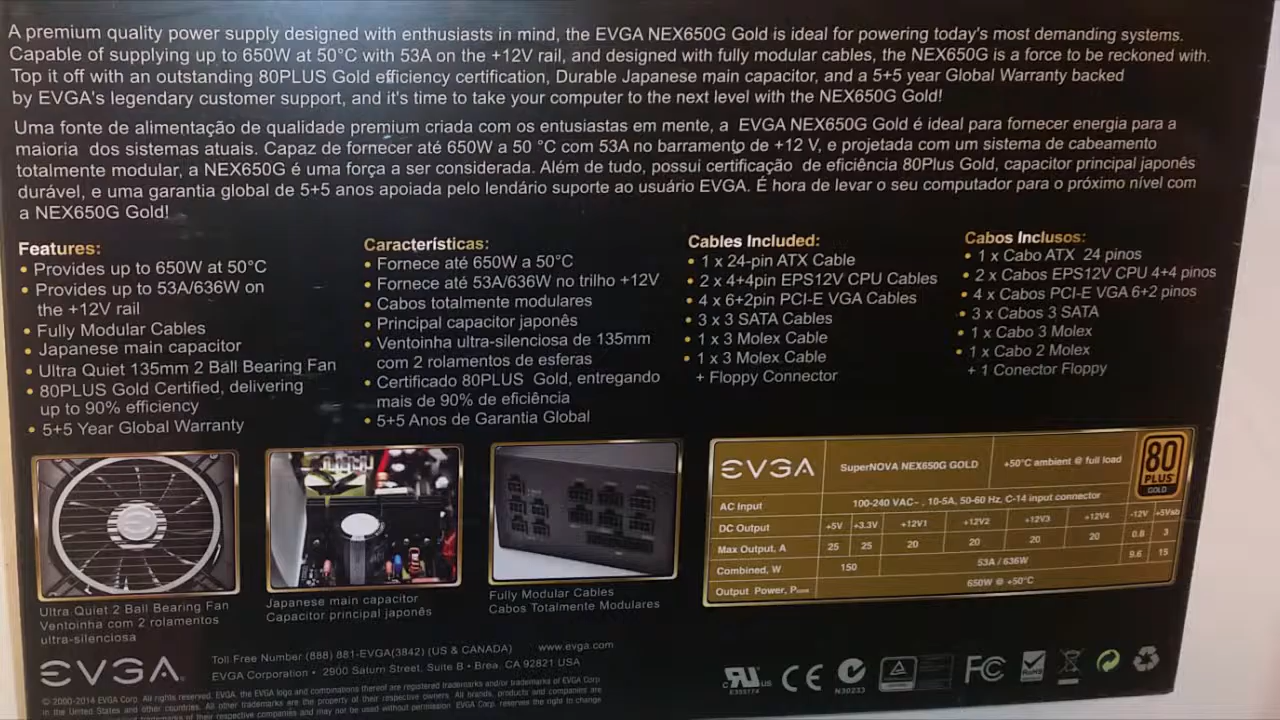 A premium quality power supply designed with enthusiasts in mind, the EVGA NEX650G Gold is ideal for powering today's most demanding systems.
Capable of supplying up to 650W at 50°C with 53A on the +12V rail, and designed with fully modular cables, the NEX650G is a force to be reckoned with.
Top it off with an outstanding 80PLUS Gold efficiency certification, Durable Japanese main capacitor, and a 5+5 year Global Warranty backed
by EVGA's legendary customer support, and it's time to take your computer to the next level with the NEX650G Gold!
Uma fonte de alimentação de qualidade premium criada com os entusiastas em mente, a EVGA NEX650G Gold é ideal para fornecer energia para a
maioria dos sistemas atuais. Capaz de fornecer até 650W a 50 °C com 53A no barramento de +12 V, e projetada com um sistema de cabeamento
totalmente modular, a NEX650G é uma força a ser considerada. Além de tudo, possui certificação de eficiência 80Plus Gold, capacitor principal japonês
durável, e uma garantia global de 5+5 anos apoiada pelo lendário suporte ao usuário EVGA. É hora de levar o seu computador para o próximo nível com
a NEX650G Gold!
Features:
• Provides up to 650W at 50°C
• Provides up to 53A/636W on
the +12V rail
• Fully Modular Cables
• Japanese main capacitor
• Ultra Quiet 135mm 2 Ball Bearing Fan
• 80PLUS Gold Certified, delivering
up to 90% efficiency
• 5+5 Year Global Warranty
Características:
• Fornece até 650W a 50°C
• Fornece até 53A/636W no trilho +12V
• Cabos totalmente modulares
• Principal capacitor japonês
• Ventoinha ultra-silenciosa de 135mm
com 2 rolamentos de esferas
• Certificado 80PLUS Gold, entregando
mais de 90% de eficiência
• 5+5 Anos de Garantia Global
Cables Included:
• 1 x 24-pin ATX Cable
• 2 x 4+4pin EPS12V CPU Cables
• 4 x 6+2pin PCI-E VGA Cables
• 3 x 3 SATA Cables
• 1 x 3 Molex Cable
• 1 x 3 Molex Cable
+ Floppy Connector
Cabos Inclusos:
• 1 x Cabo ATX 24 pinos
• 2 x Cabos EPS12V CPU 4+4 pinos
• 4 x Cabos PCI-E VGA 6+2 pinos
• 3 x Cabos 3 SATA
• 1 x Cabo 3 Molex
• 1 x Cabo 2 Molex
+ 1 Conector Floppy
EVGA
Ultra Quiet 2 Ball Bearing Fan
Ventoinha com 2 rolamentos
ultra-silenciosa
Japanese main capacitor
Capacitor principal japonês
Fully Modular Cables
Cabos Totalmente Modulares
EVGA SuperNOVA NEX650G GOLD +50°C ambient @ full load 80 PLUS GOLD
AC Input 100-240 VAC~, 10-5A, 50-60 Hz, C-14 input connector
DC Output +5V +3.3V +12V1 +12V2 +12V3 +12V4 -12V +5Vsb
Max Output, A 25 25 20 20 20 20 0.8 3
Combined, W 150 53A / 636W 9.6 15
Output Power, P 650W @ +50°C
EVGA.
Toll Free Number (888) 881-EVGA(3842) (US & CANADA) www.evga.com
EVGA Corporation • 2900 Saturn Street, Suite B • Brea, CA 92821 USA
© 2000-2014 EVGA Corp. All rights reserved. EVGA, the EVGA logo and combinations thereof are registered trademarks and/or trademarks of EVGA Corp
in the United States and other countries. All other trademarks are the property of their respective owners. All brands, products and companies are
trademarks of their respective companies and may not be used without permission. EVGA Corp. reserves the right to change
c us
E355174
CE
N30233
FC